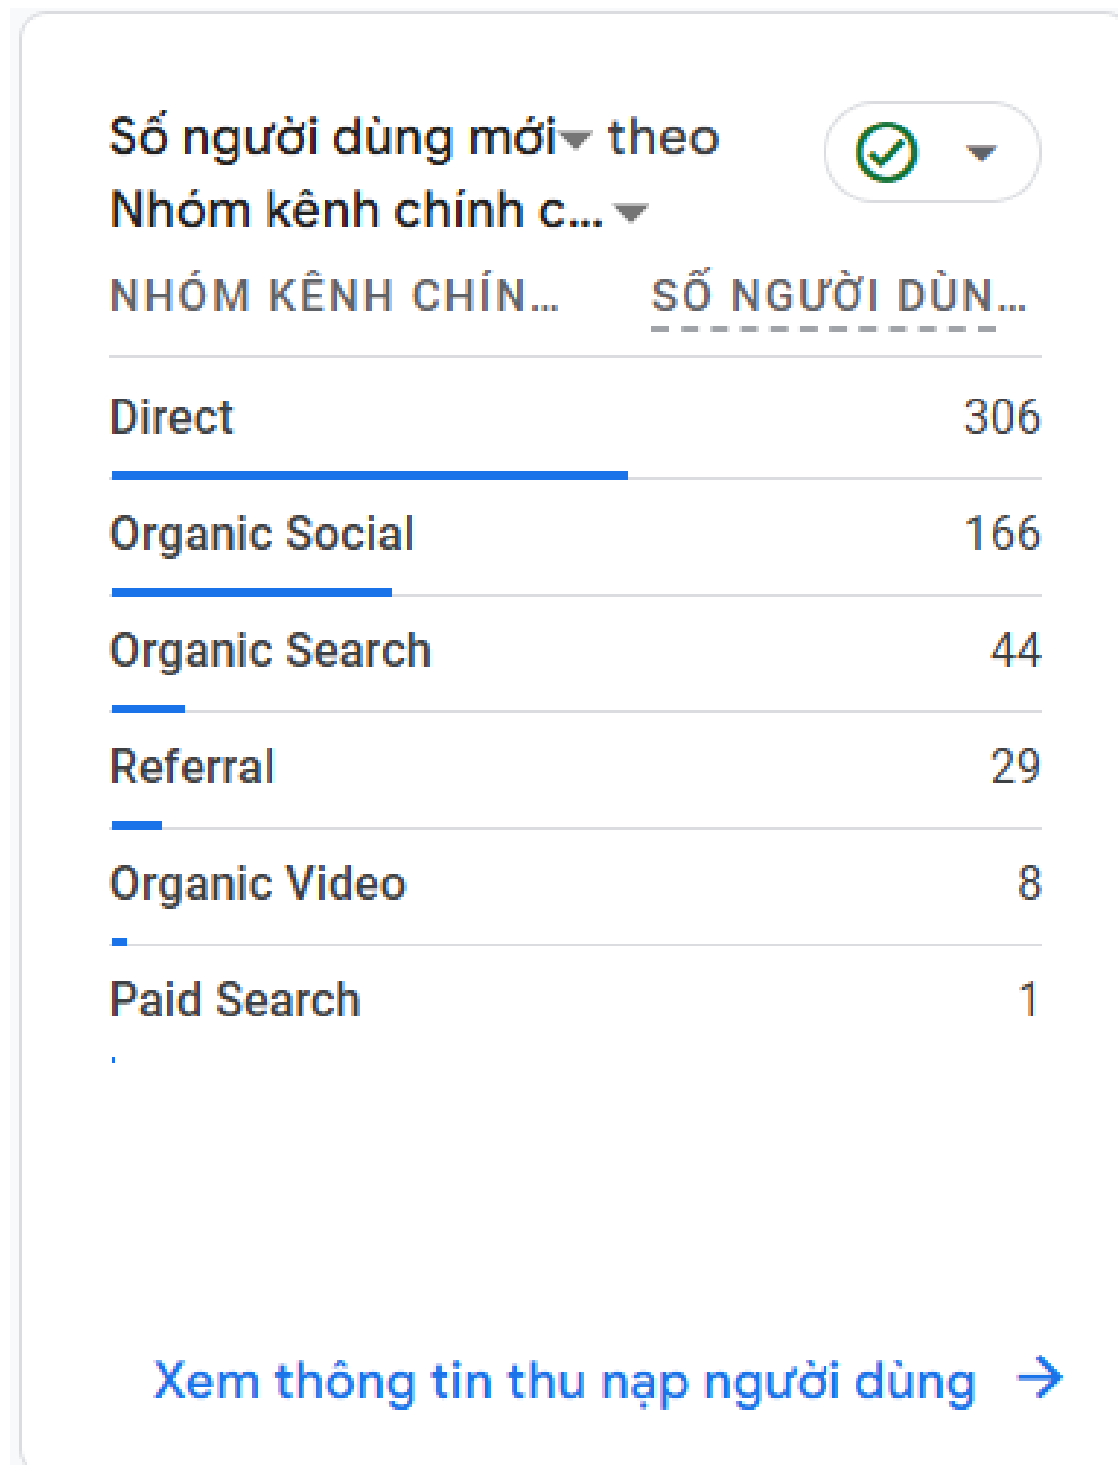 Số người dùng mới theo
Nhóm kênh chính c...
NHÓM KÊNH CHÍN... SỐ NGƯỜI DÙN...
Direct 306
Organic Social 166
Organic Search 44
Referral 29
Organic Video 8
Paid Search 1
Xem thông tin thu nạp người dùng →